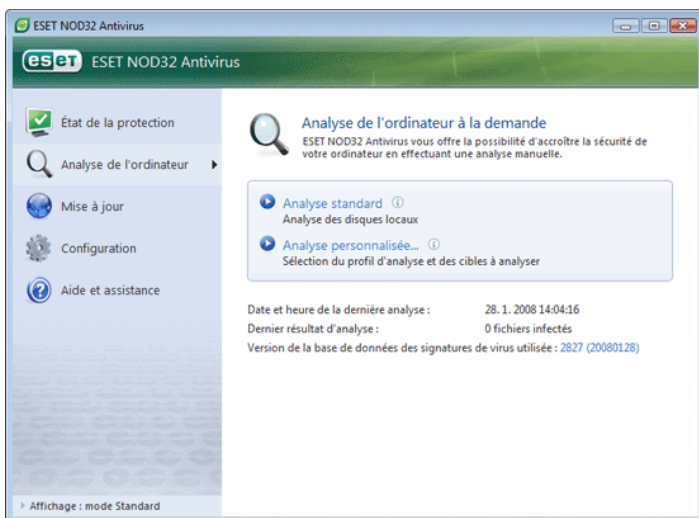 ESET NOD32 Antivirus
eset ESET NOD32 Antivirus
État de la protection
Analyse de l'ordinateur
Mise à jour
Configuration
Aide et assistance
Affichage : mode Standard
Analyse de l'ordinateur à la demande
ESET NOD32 Antivirus vous offre la possibilité d'accroître la sécurité de
votre ordinateur en effectuant une analyse manuelle.
Analyse standard
Analyse des disques locaux
Analyse personnalisée...
Sélection du profil d'analyse et des cibles à analyser
Date et heure de la dernière analyse : 28. 1. 2008 14:04:16
Dernier résultat d'analyse : 0 fichiers infectés
Version de la base de données des signatures de virus utilisée : 2827 (20080128)